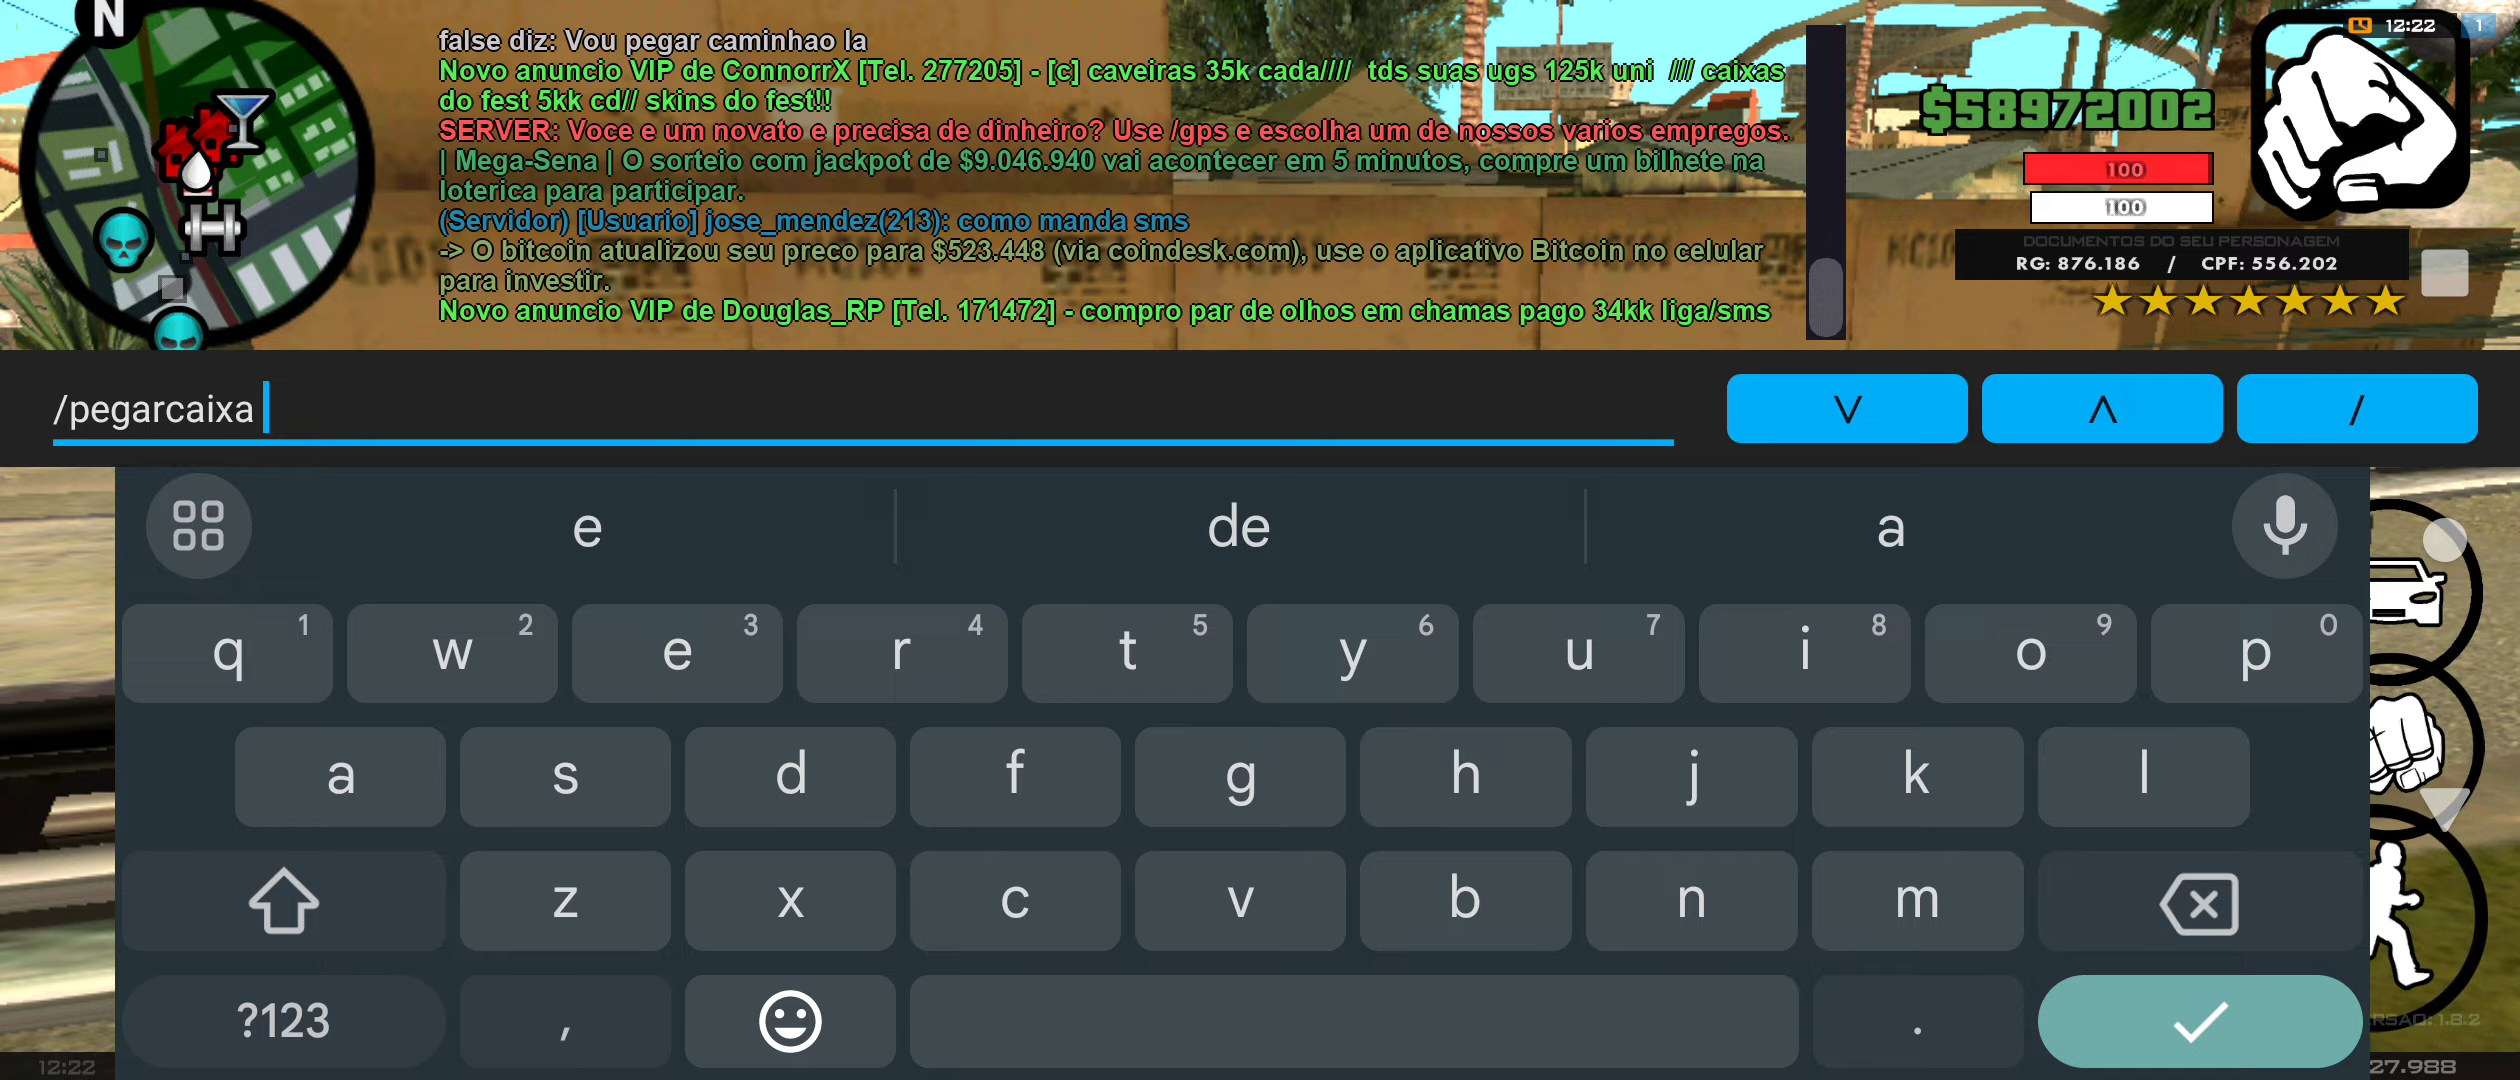 N
false diz: Vou pegar caminhao la
Novo anuncio VIP de ConnorrX [Tel. 277205] - [c] caveiras 35k cada////  tds suas ugs 125k uni  //// caixas
do fest 5kk cd// skins do fest!!
SERVER: Voce e um novato e precisa de dinheiro? Use /gps e escolha um de nossos varios empregos.
| Mega-Sena | O sorteio com jackpot de $9.046.940 vai acontecer em 5 minutos, compre um bilhete na
loterica para participar.
(Servidor) [Usuario] jose_mendez(213): como manda sms
-> O bitcoin atualizou seu preco para $523.448 (via coindesk.com), use o aplicativo Bitcoin no celular
para investir.
Novo anuncio VIP de Douglas_RP [Tel. 171472] - compro par de olhos em chamas pago 34kk liga/sms
12:22 1
$58972002
100
100
DOCUMENTOS DO SEU PERSONAGEM
RG: 876.186 / CPF: 556.202
/pegarcaixa
V Λ /
e de a
q 1 w 2 e 3 r 4 t 5 y 6 u 7 i 8 o 9 p 0
a s d f g h j k l
z x c v b n m
?123 , .
RSAO: 1.8.2
12:22
27.988